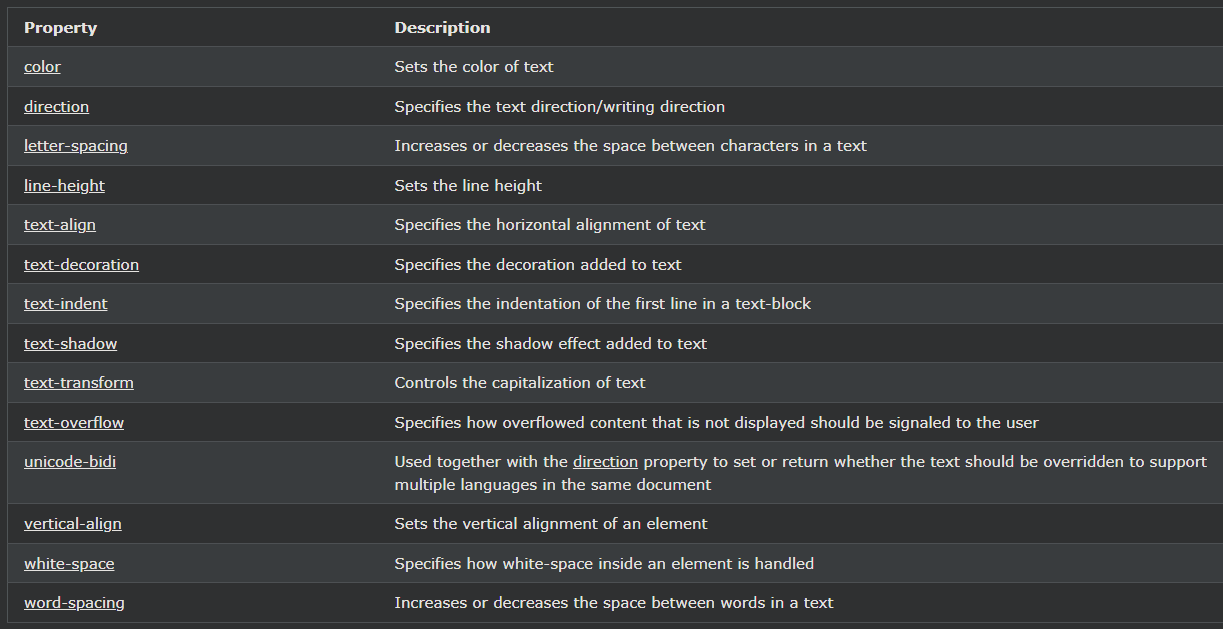 Property Description
color Sets the color of text
direction Specifies the text direction/writing direction
letter-spacing Increases or decreases the space between characters in a text
line-height Sets the line height
text-align Specifies the horizontal alignment of text
text-decoration Specifies the decoration added to text
text-indent Specifies the indentation of the first line in a text-block
text-shadow Specifies the shadow effect added to text
text-transform Controls the capitalization of text
text-overflow Specifies how overflowed content that is not displayed should be signaled to the user
unicode-bidi Used together with the direction property to set or return whether the text should be overridden to support
multiple languages in the same document
vertical-align Sets the vertical alignment of an element
white-space Specifies how white-space inside an element is handled
word-spacing Increases or decreases the space between words in a text